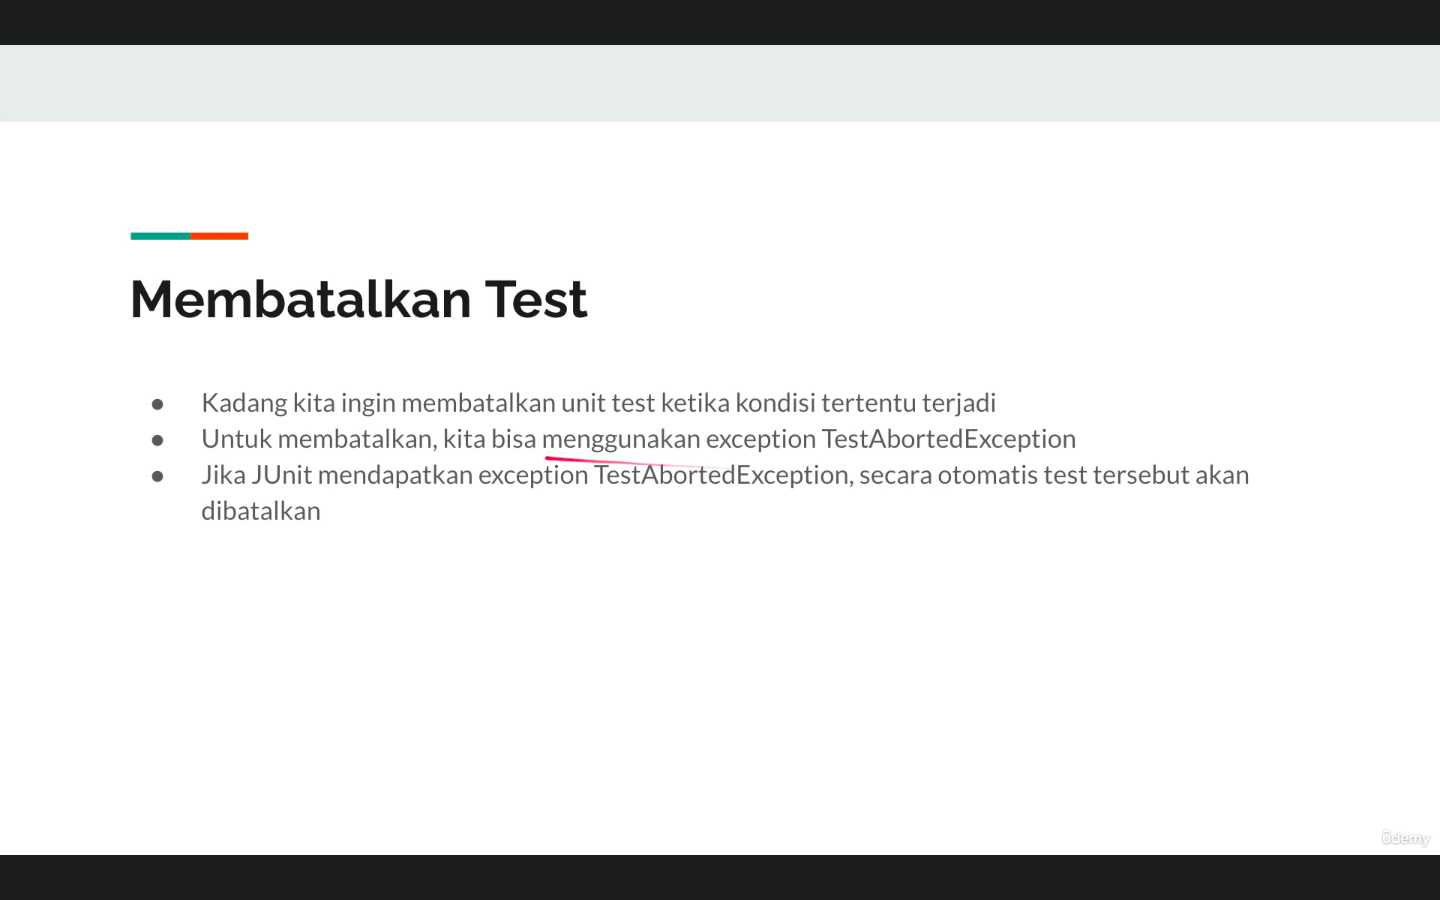 Membatalkan Test
● Kadang kita ingin membatalkan unit test ketika kondisi tertentu terjadi
● Untuk membatalkan, kita bisa menggunakan exception TestAbortedException
● Jika JUnit mendapatkan exception TestAbortedException, secara otomatis test tersebut akan
dibatalkan
ûdemy